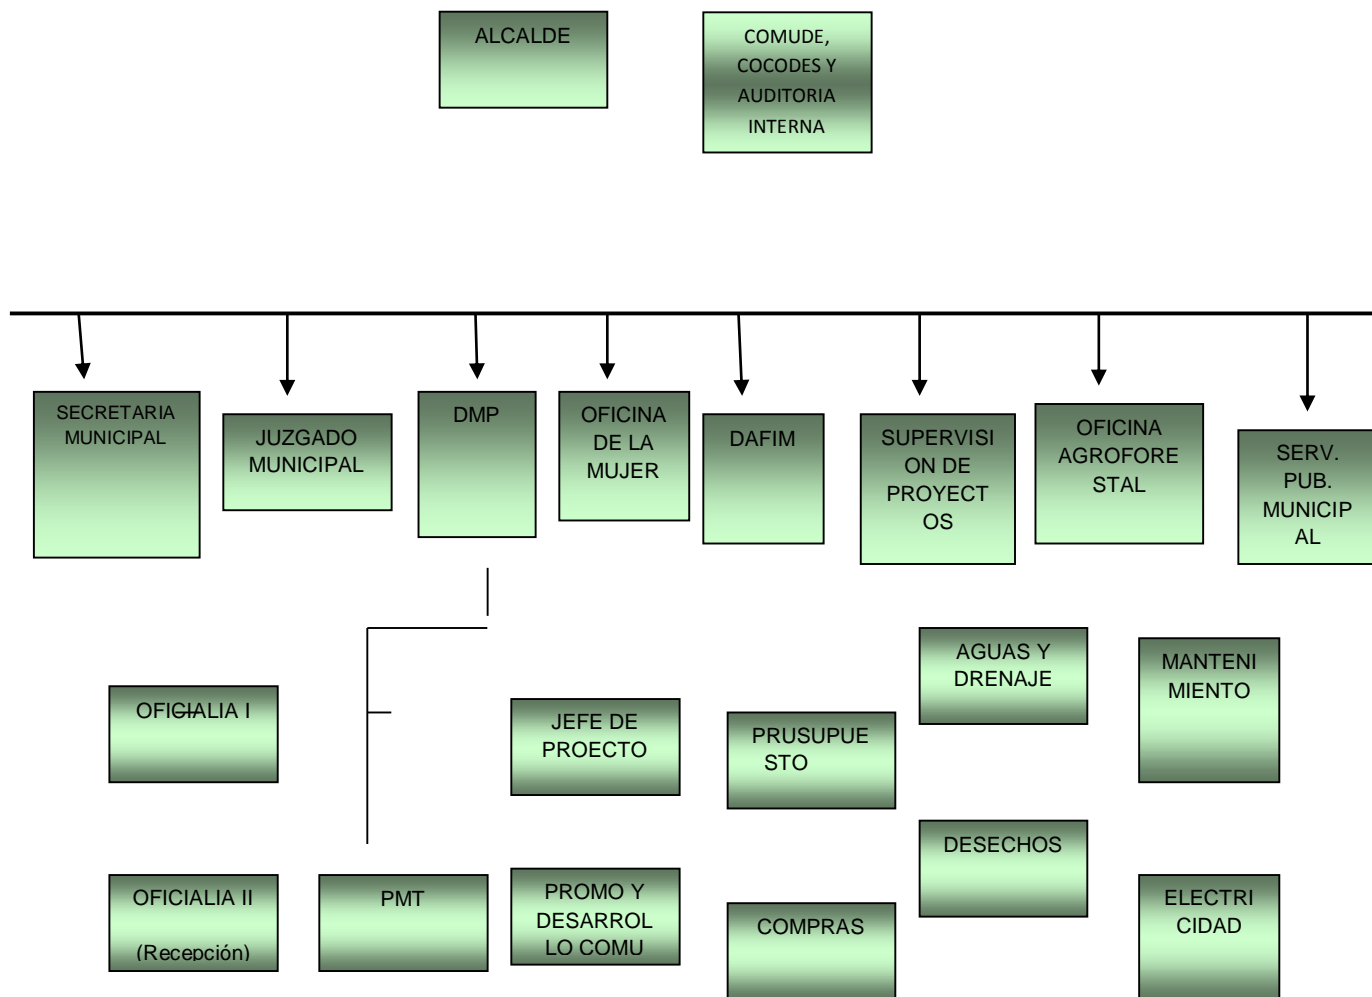 ALCALDE
COMUDE,
COCODES Y
AUDITORIA
INTERNA
SECRETARIA
MUNICIPAL
JUZGADO
MUNICIPAL
DMP
OFICINA
DE LA
MUJER
DAFIM
SUPERVISI
ON DE
PROYECT
OS
OFICINA
AGROFORE
STAL
SERV.
PUB.
MUNICIP
AL
OFICIALIA I
JEFE DE
PROECTO
PRUSUPUE
STO
AGUAS Y
DRENAJE
MANTENI
MIENTO
OFICIALIA II
(Recepción)
PMT
PROMO Y
DESARROL
LO COMU
COMPRAS
DESECHOS
ELECTRI
CIDAD